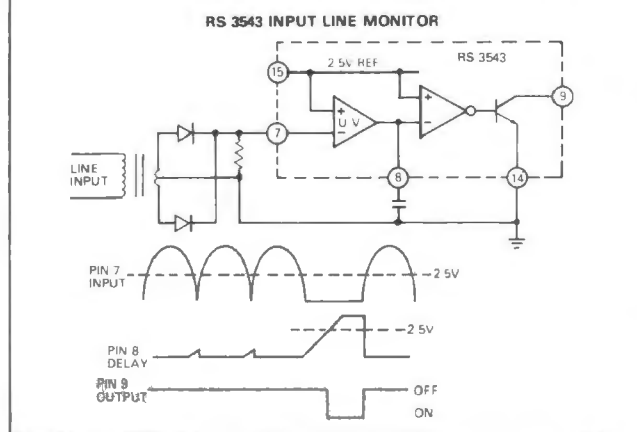 RS 3543 INPUT LINE MONITOR
RS 3543
15
2.5V REF
9
+
U V
−
+
−
7
LINE
INPUT
8
14
PIN 7
INPUT
2 5V
2.5V
PIN 8
DELAY
PIN 9
OUTPUT
OFF
ON